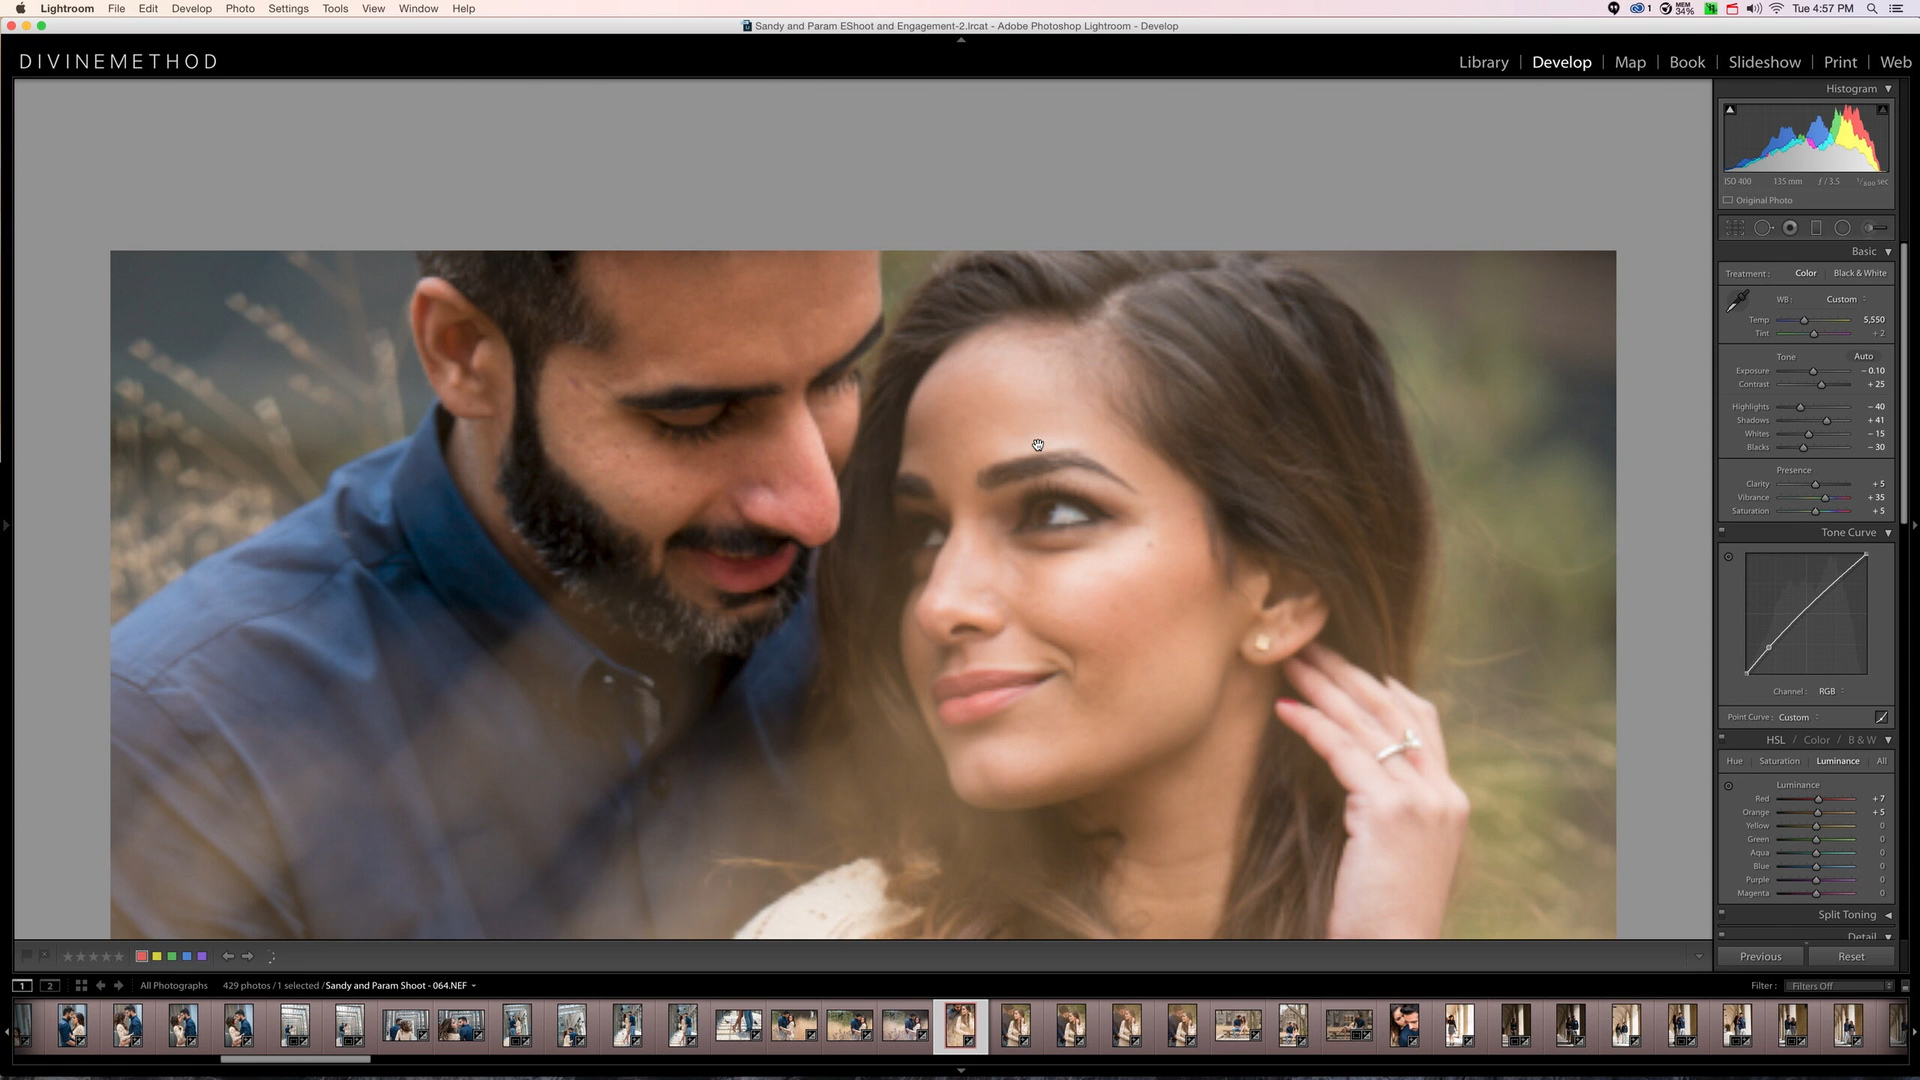 Lightroom File Edit Develop Photo Settings Tools View Window Help
1 MEM 34% Tue 4:57 PM
Sandy and Param EShoot and Engagement-2.lrcat - Adobe Photoshop Lightroom - Develop
DIVINEMETHOD
Library | Develop | Map | Book | Slideshow | Print | Web
Histogram
ISO 400 135 mm ƒ / 3.5 1/800 sec
Original Photo
Basic
Treatment : Color Black & White
WB : Custom
Temp 5,550
Tint + 2
Tone Auto
Exposure − 0.10
Contrast + 25
Highlights − 40
Shadows + 41
Whites − 15
Blacks − 30
Presence
Clarity + 5
Vibrance + 35
Saturation + 5
Tone Curve
Channel : RGB
Point Curve : Custom
HSL / Color / B & W
Hue Saturation Luminance All
Luminance
Red + 7
Orange + 5
Yellow 0
Green 0
Aqua 0
Blue 0
Purple 0
Magenta 0
Split Toning
Detail
Previous Reset
1 2 All Photographs 429 photos / 1 selected / Sandy and Param Shoot - 064.NEF
Filter : Filters Off